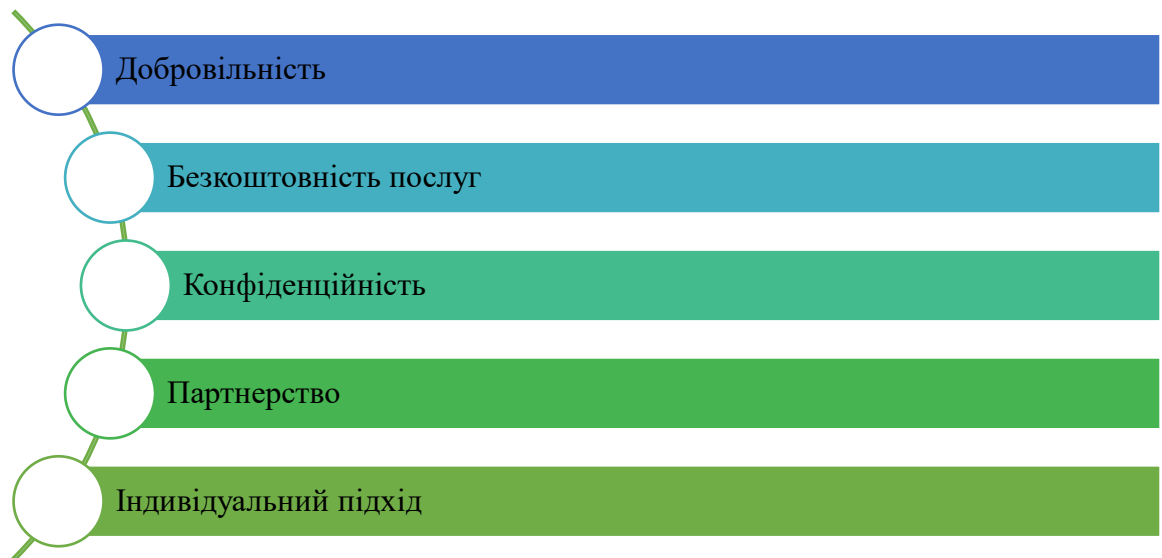 Добровільність
Безкоштовність послуг
Конфіденційність
Партнерство
Індивідуальний підхід